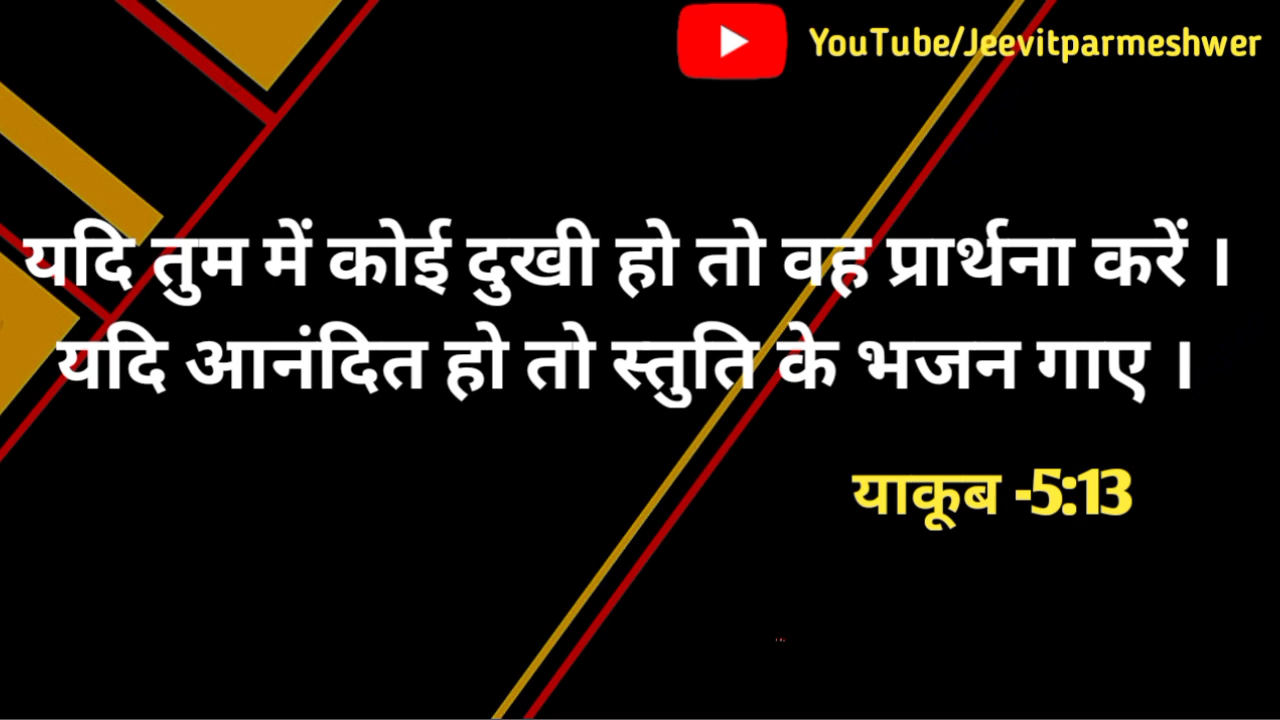 YouTube/Jeevitparmeshwer
यदि तुम में कोई दुखी हो तो वह प्रार्थना करें ।
यदि आनंदित हो तो स्तुति के भजन गाए ।
याकूब -5:13